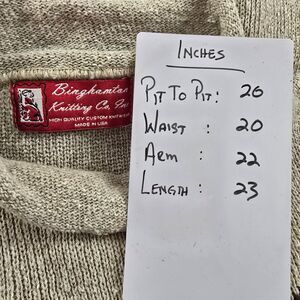 Binghamton
Knitting Co, Inc
HIGH QUALITY CUSTOM KNITWEAR
MADE IN USA
INCHES
PIT TO PIT: 20
WAIST : 20
ARM : 22
LENGTH : 23